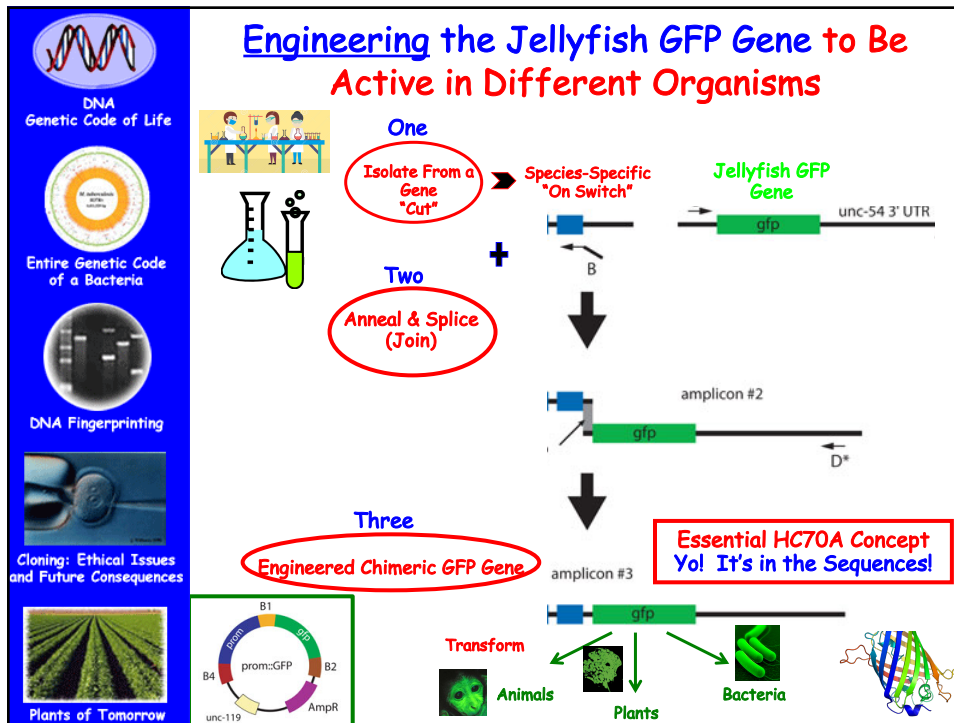 Engineering the Jellyfish GFP Gene to Be
Active in Different Organisms
DNA
Genetic Code of Life
Entire Genetic Code
of a Bacteria
DNA Fingerprinting
Cloning: Ethical Issues
and Future Consequences
Plants of Tomorrow
One
Isolate From a
Gene
"Cut"
Species-Specific
"On Switch"
Jellyfish GFP
Gene
unc-54 3' UTR
gfp
B
Two
Anneal & Splice
(Join)
amplicon #2
gfp
D*
Three
Engineered Chimeric GFP Gene
Essential HC70A Concept
Yo! It's in the Sequences!
amplicon #3
gfp
B1
prom
gfp
prom::GFP
B4
B2
AmpR
unc-119
Transform
Animals
Plants
Bacteria